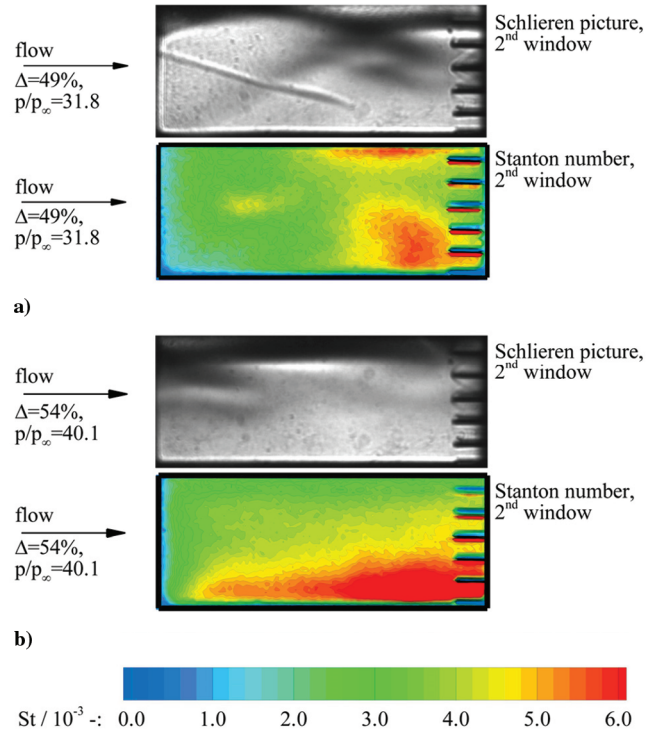 Schlieren picture,
2nd window
flow
Δ=49%,
p/p∞=31.8
Stanton number,
2nd window
flow
Δ=49%,
p/p∞=31.8
a)
Schlieren picture,
2nd window
flow
Δ=54%,
p/p∞=40.1
Stanton number,
2nd window
flow
Δ=54%,
p/p∞=40.1
b)
St / 10-3 -: 0.0 1.0 2.0 3.0 4.0 5.0 6.0